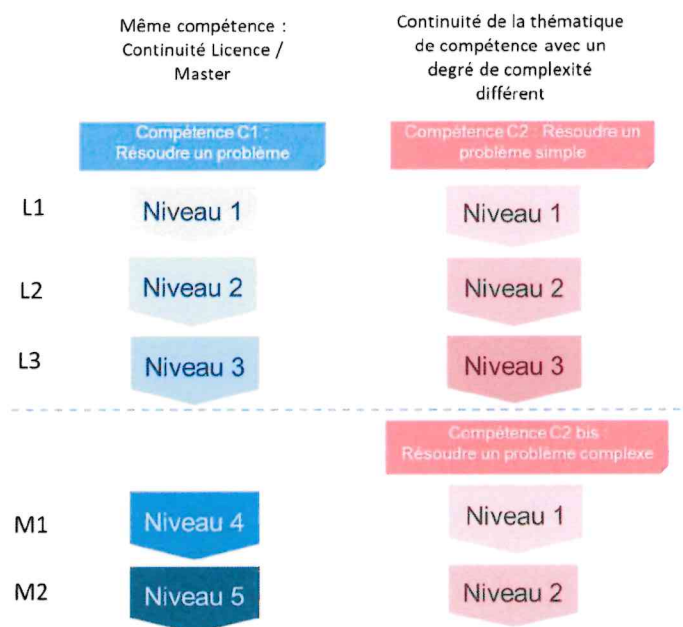 Même compétence :
Continuité Licence /
Master
Continuité de la thématique
de compétence avec un
degré de complexité
différent
Compétence C1 :
Résoudre un problème
Compétence C2 : Résoudre un
problème simple
L1
Niveau 1
Niveau 1
L2
Niveau 2
Niveau 2
L3
Niveau 3
Niveau 3
Compétence C2 bis :
Résoudre un problème complexe
M1
Niveau 4
Niveau 1
M2
Niveau 5
Niveau 2